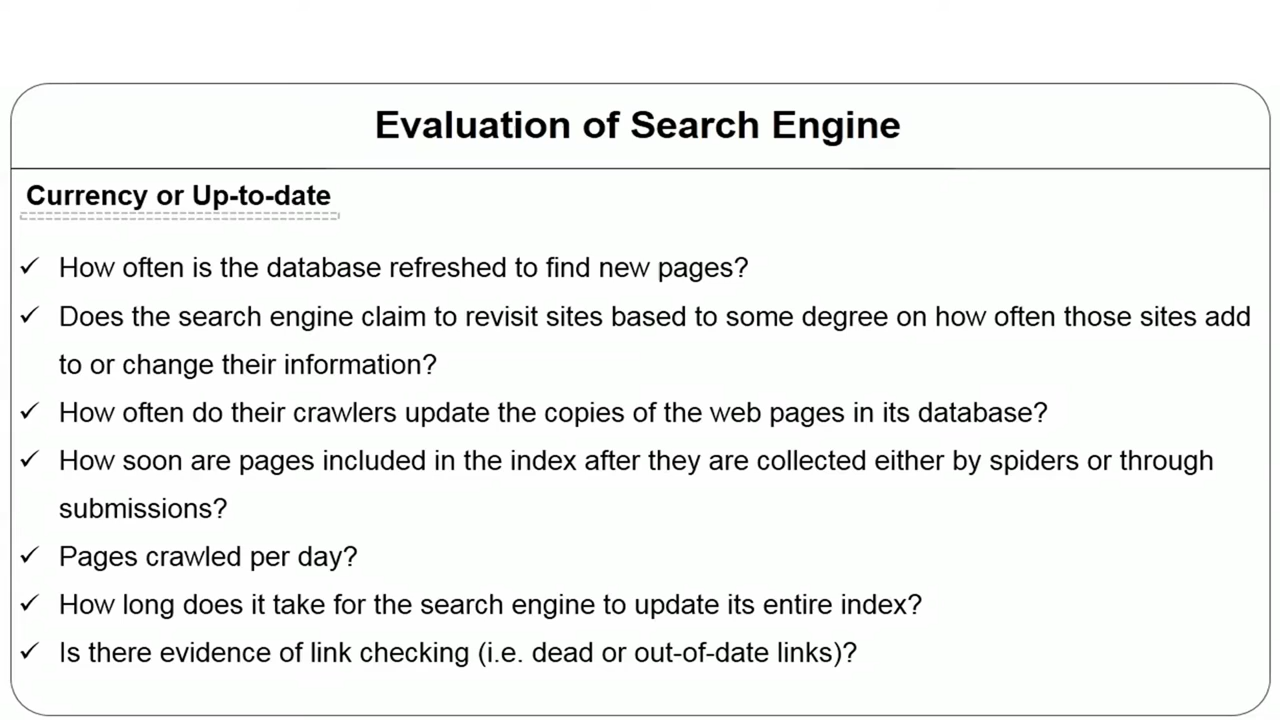 Evaluation of Search Engine
Currency or Up-to-date
✓ How often is the database refreshed to find new pages?
✓ Does the search engine claim to revisit sites based to some degree on how often those sites add
to or change their information?
✓ How often do their crawlers update the copies of the web pages in its database?
✓ How soon are pages included in the index after they are collected either by spiders or through
submissions?
✓ Pages crawled per day?
✓ How long does it take for the search engine to update its entire index?
✓ Is there evidence of link checking (i.e. dead or out-of-date links)?